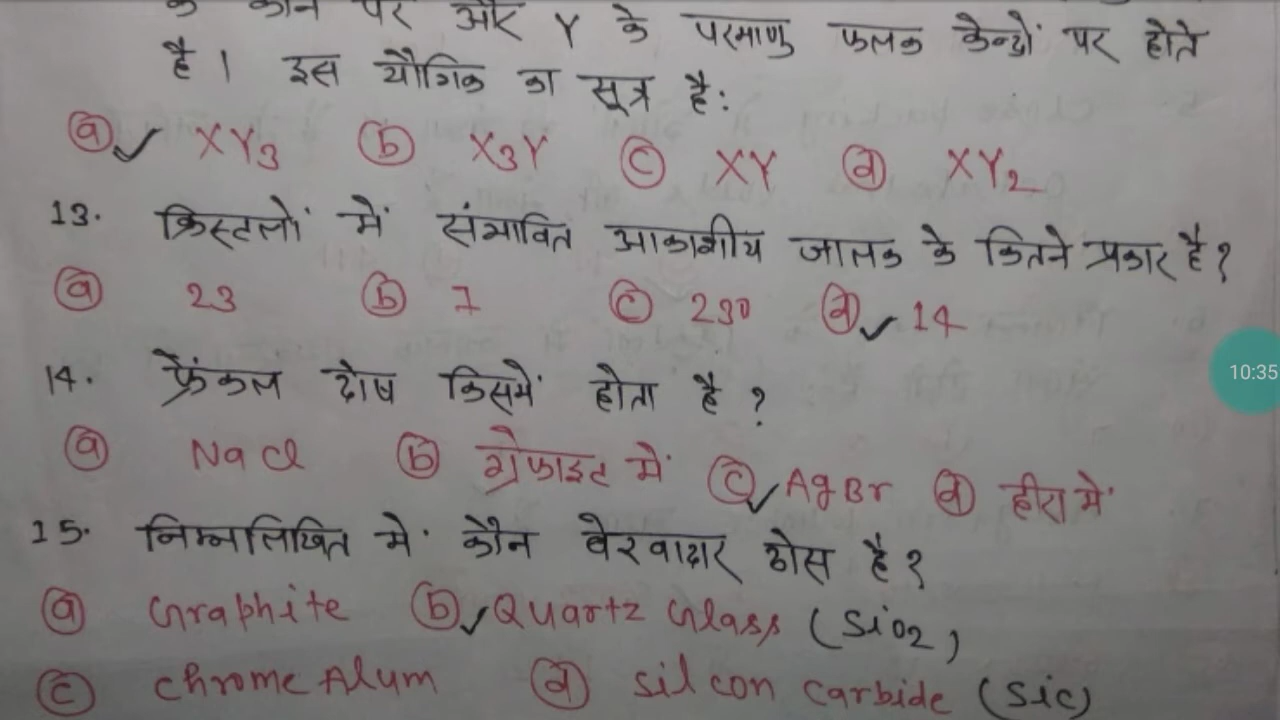 के कोने पर और Y के परमाणु फलक केन्द्रों पर होते
है। इस यौगिक का सूत्र है:
ⓐ✓ XY₃ ⓑ X₃Y ⓒ XY ⓓ XY₂
13. क्रिस्टलों में संभावित आकाशीय जालक के कितने प्रकार है?
ⓐ 23 ⓑ 7 ⓒ 230 ⓓ✓ 14
14. फ्रेंकल दोष किसमें होता है?
ⓐ NaCl ⓑ ग्रेफाइट में ⓒ✓ AgBr ⓓ हीरा में
10:35
15. निम्नलिखित में कौन बेरवादार ठोस है?
ⓐ Graphite ⓑ✓ Quartz Glass (SiO₂)
ⓒ Chrome Alum ⓓ Silcon Carbide (SiC)